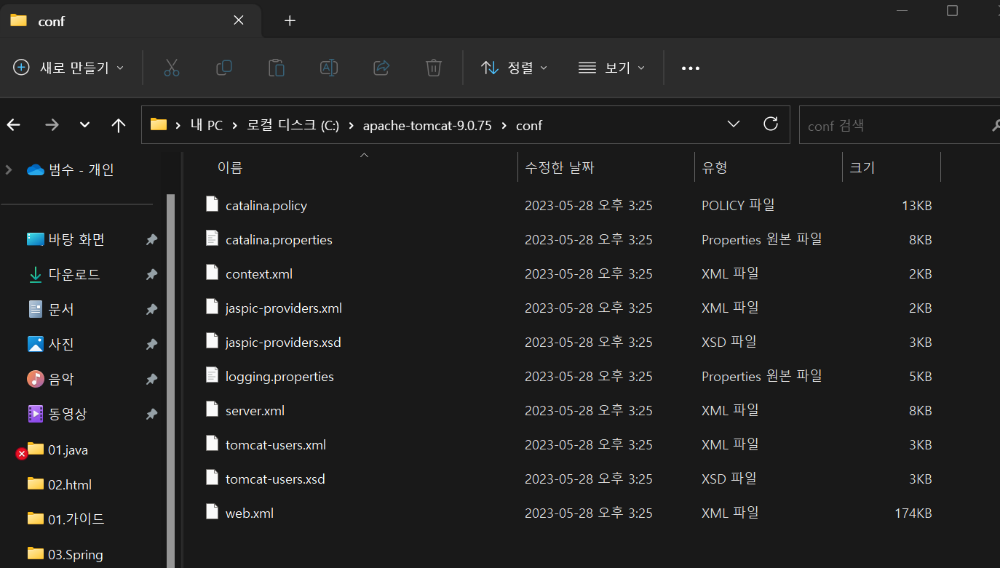 conf
새로 만들기
정렬
보기
내 PC > 로컬 디스크 (C:) > apache-tomcat-9.0.75 > conf
conf 검색
범수 - 개인
바탕 화면
다운로드
문서
사진
음악
동영상
01.java
02.html
01.가이드
03.Spring
이름 수정한 날짜 유형 크기
catalina.policy 2023-05-28 오후 3:25 POLICY 파일 13KB
catalina.properties 2023-05-28 오후 3:25 Properties 원본 파일 8KB
context.xml 2023-05-28 오후 3:25 XML 파일 2KB
jaspic-providers.xml 2023-05-28 오후 3:25 XML 파일 2KB
jaspic-providers.xsd 2023-05-28 오후 3:25 XSD 파일 3KB
logging.properties 2023-05-28 오후 3:25 Properties 원본 파일 5KB
server.xml 2023-05-28 오후 3:25 XML 파일 8KB
tomcat-users.xml 2023-05-28 오후 3:25 XML 파일 3KB
tomcat-users.xsd 2023-05-28 오후 3:25 XSD 파일 3KB
web.xml 2023-05-28 오후 3:25 XML 파일 174KB